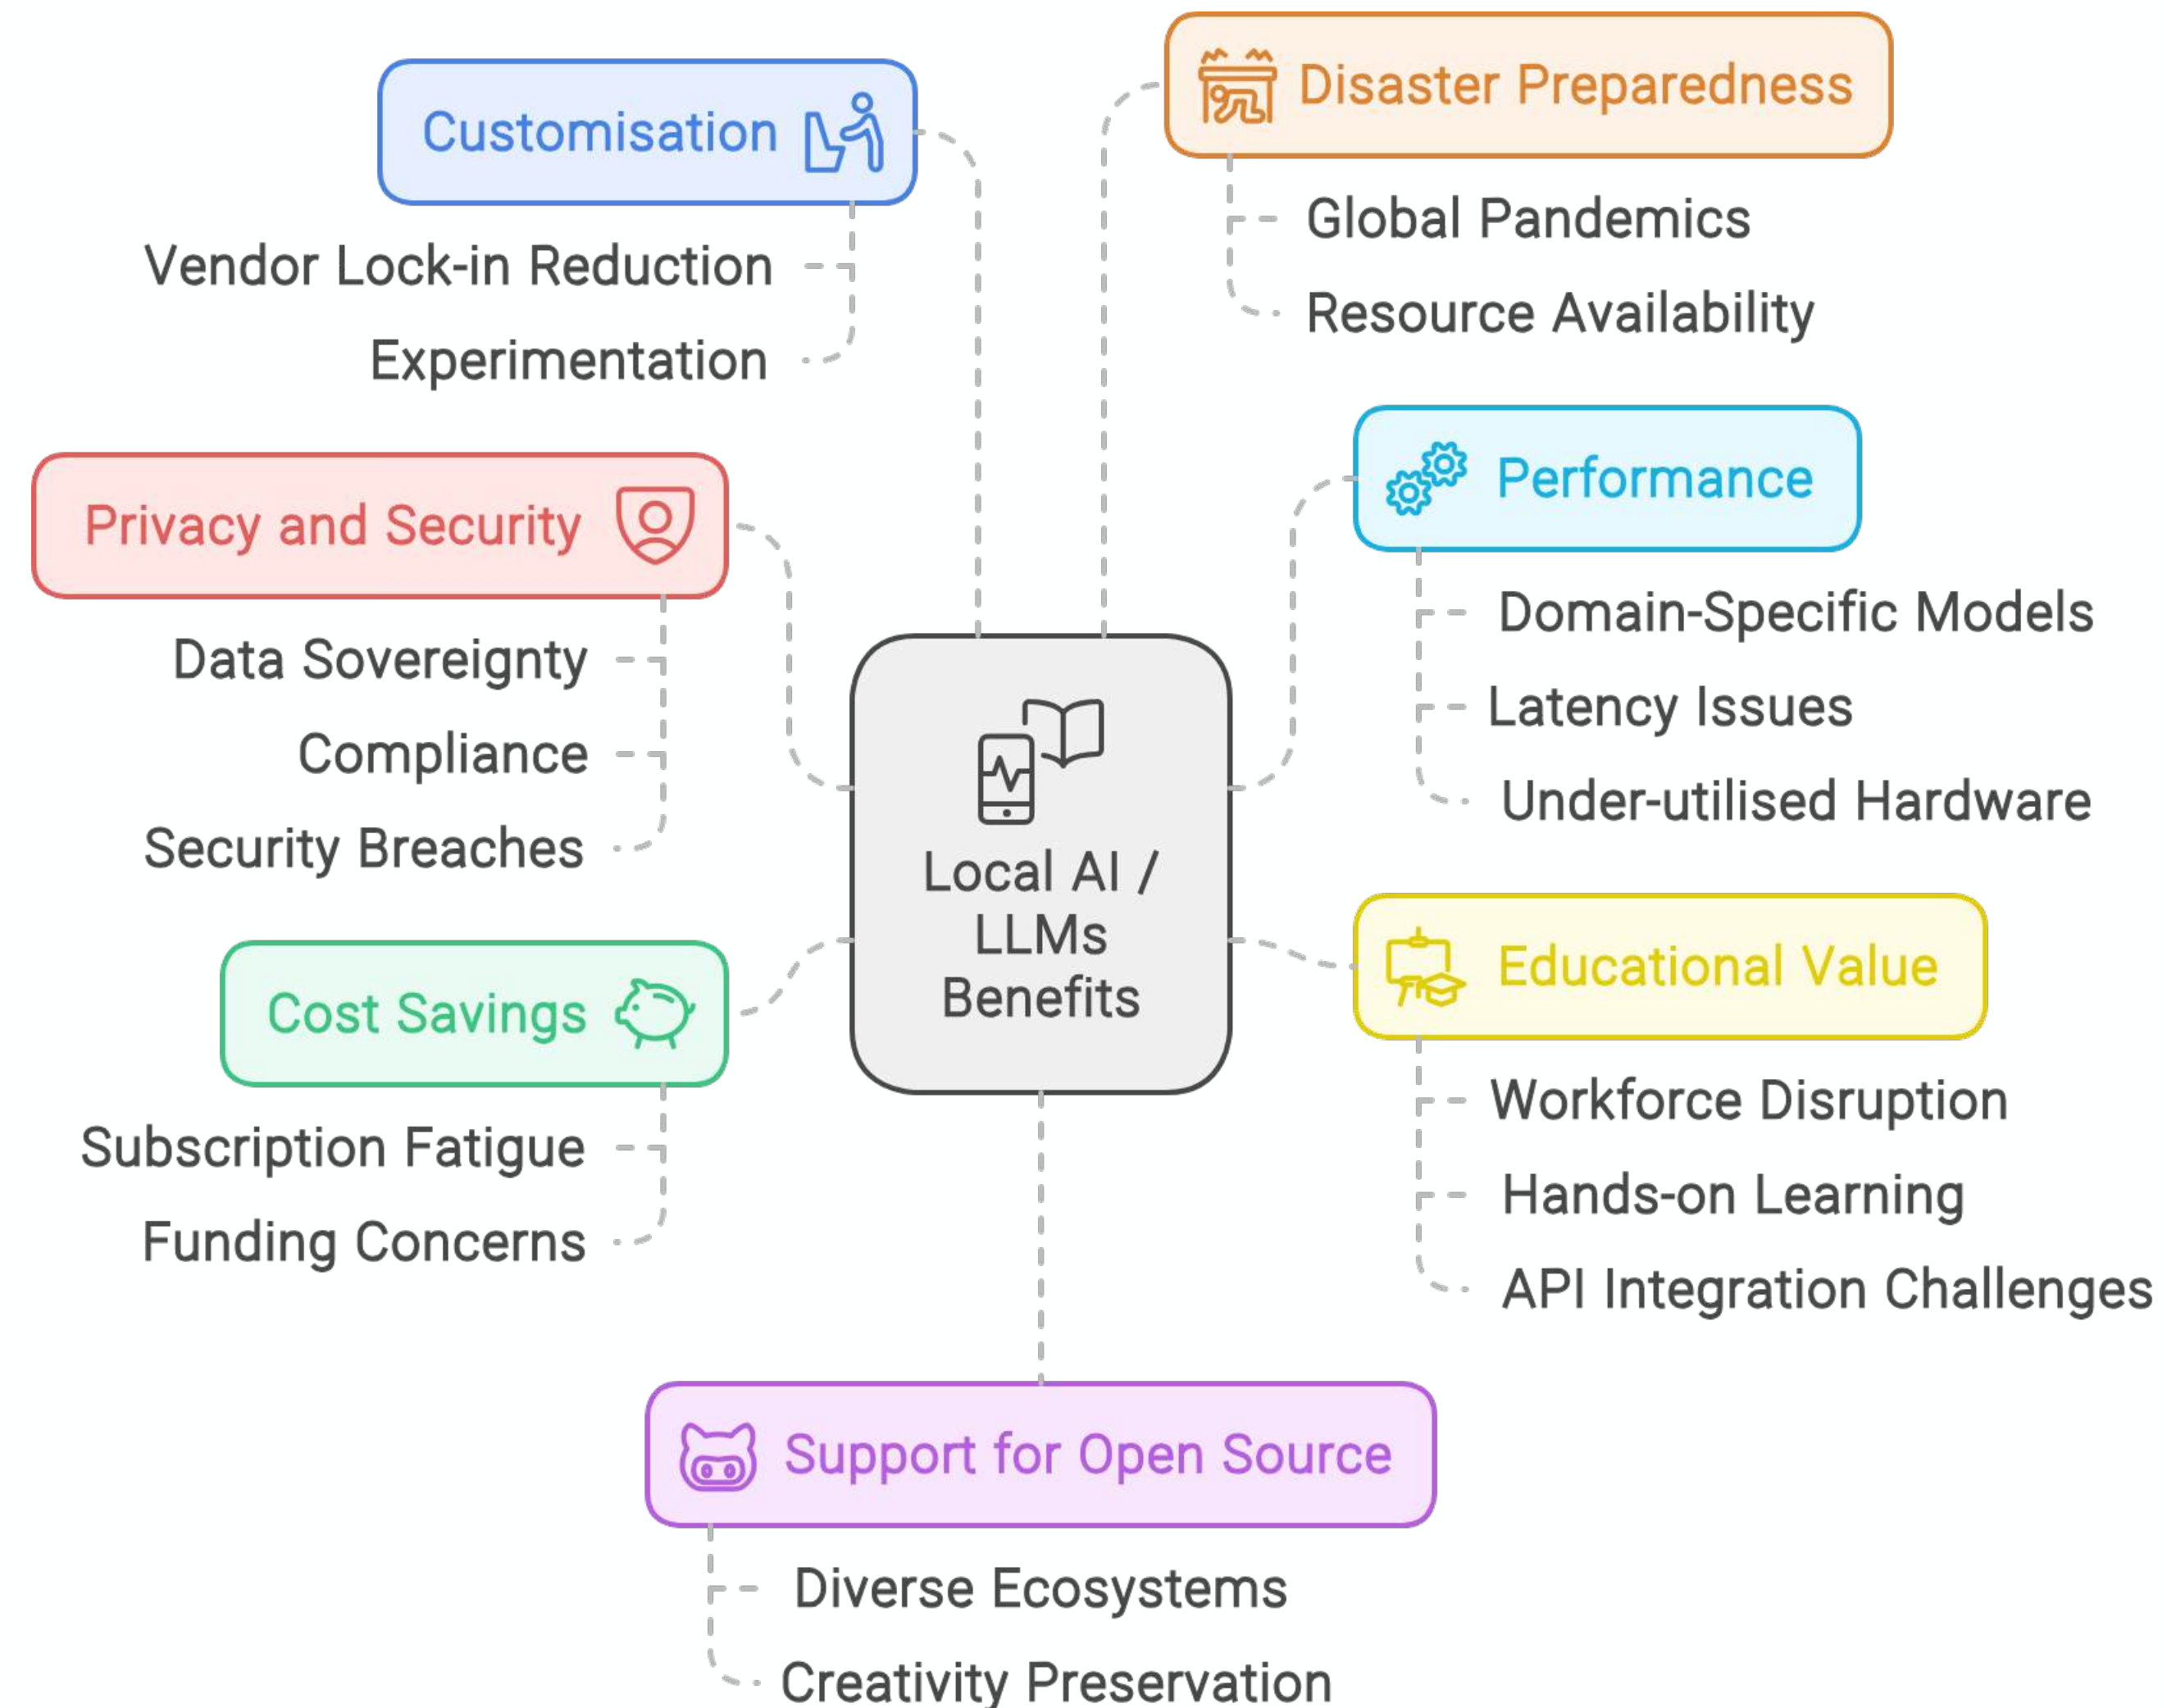 Customisation
Vendor Lock-in Reduction
Experimentation
Disaster Preparedness
Global Pandemics
Resource Availability
Privacy and Security
Data Sovereignty
Compliance
Security Breaches
Performance
Domain-Specific Models
Latency Issues
Under-utilised Hardware
Local AI /
LLMs
Benefits
Cost Savings
Subscription Fatigue
Funding Concerns
Educational Value
Workforce Disruption
Hands-on Learning
API Integration Challenges
Support for Open Source
Diverse Ecosystems
Creativity Preservation